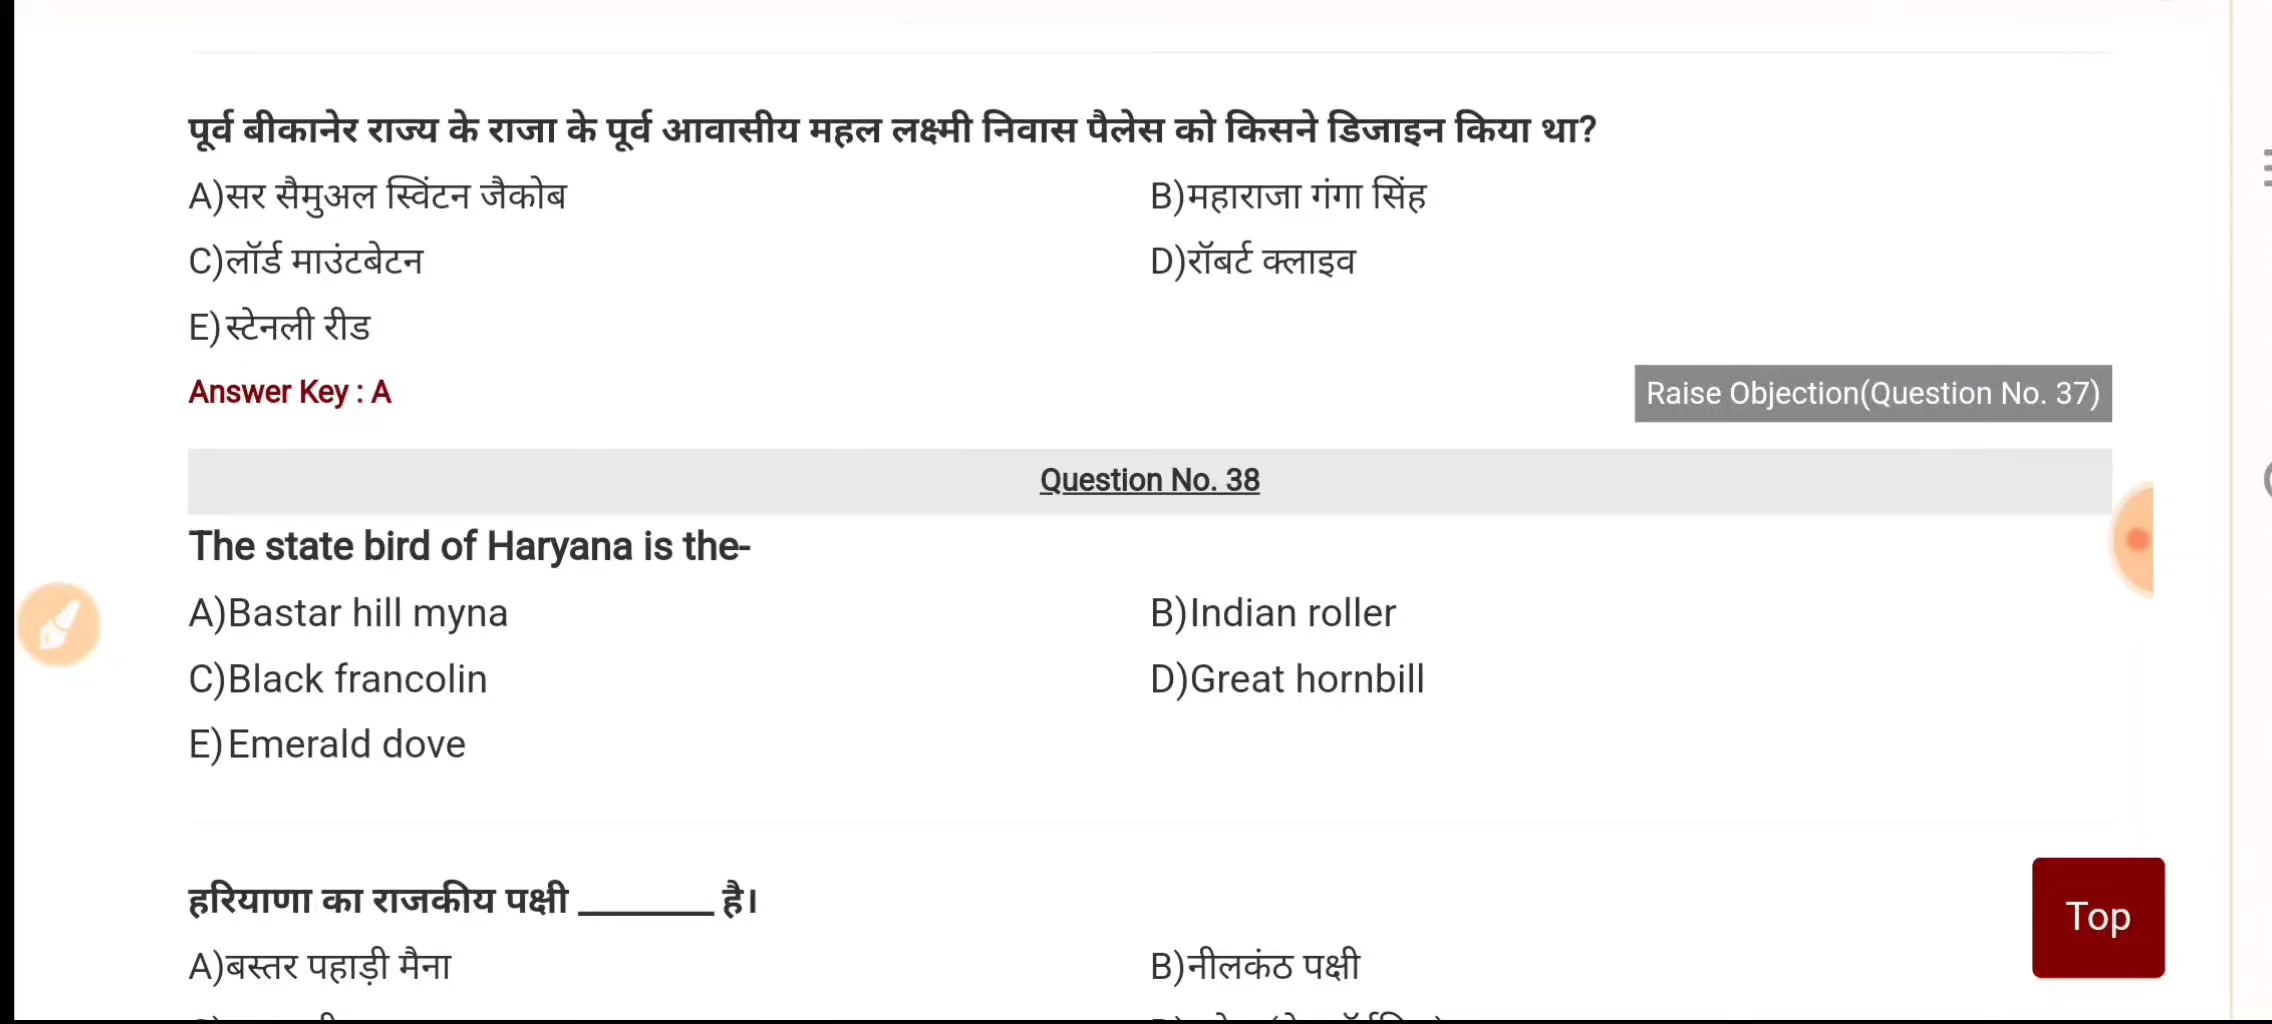 पूर्व बीकानेर राज्य के राजा के पूर्व आवासीय महल लक्ष्मी निवास पैलेस को किसने डिजाइन किया था?
A)सर सैमुअल स्विंटन जैकोब B)महाराजा गंगा सिंह
C)लॉर्ड माउंटबेटन D)रॉबर्ट क्लाइव
E)स्टेनली रीड
Answer Key : A Raise Objection(Question No. 37)
Question No. 38
The state bird of Haryana is the-
A)Bastar hill myna B)Indian roller
C)Black francolin D)Great hornbill
E)Emerald dove
हरियाणा का राजकीय पक्षी _______ है।
Top
A)बस्तर पहाड़ी मैना B)नीलकंठ पक्षी